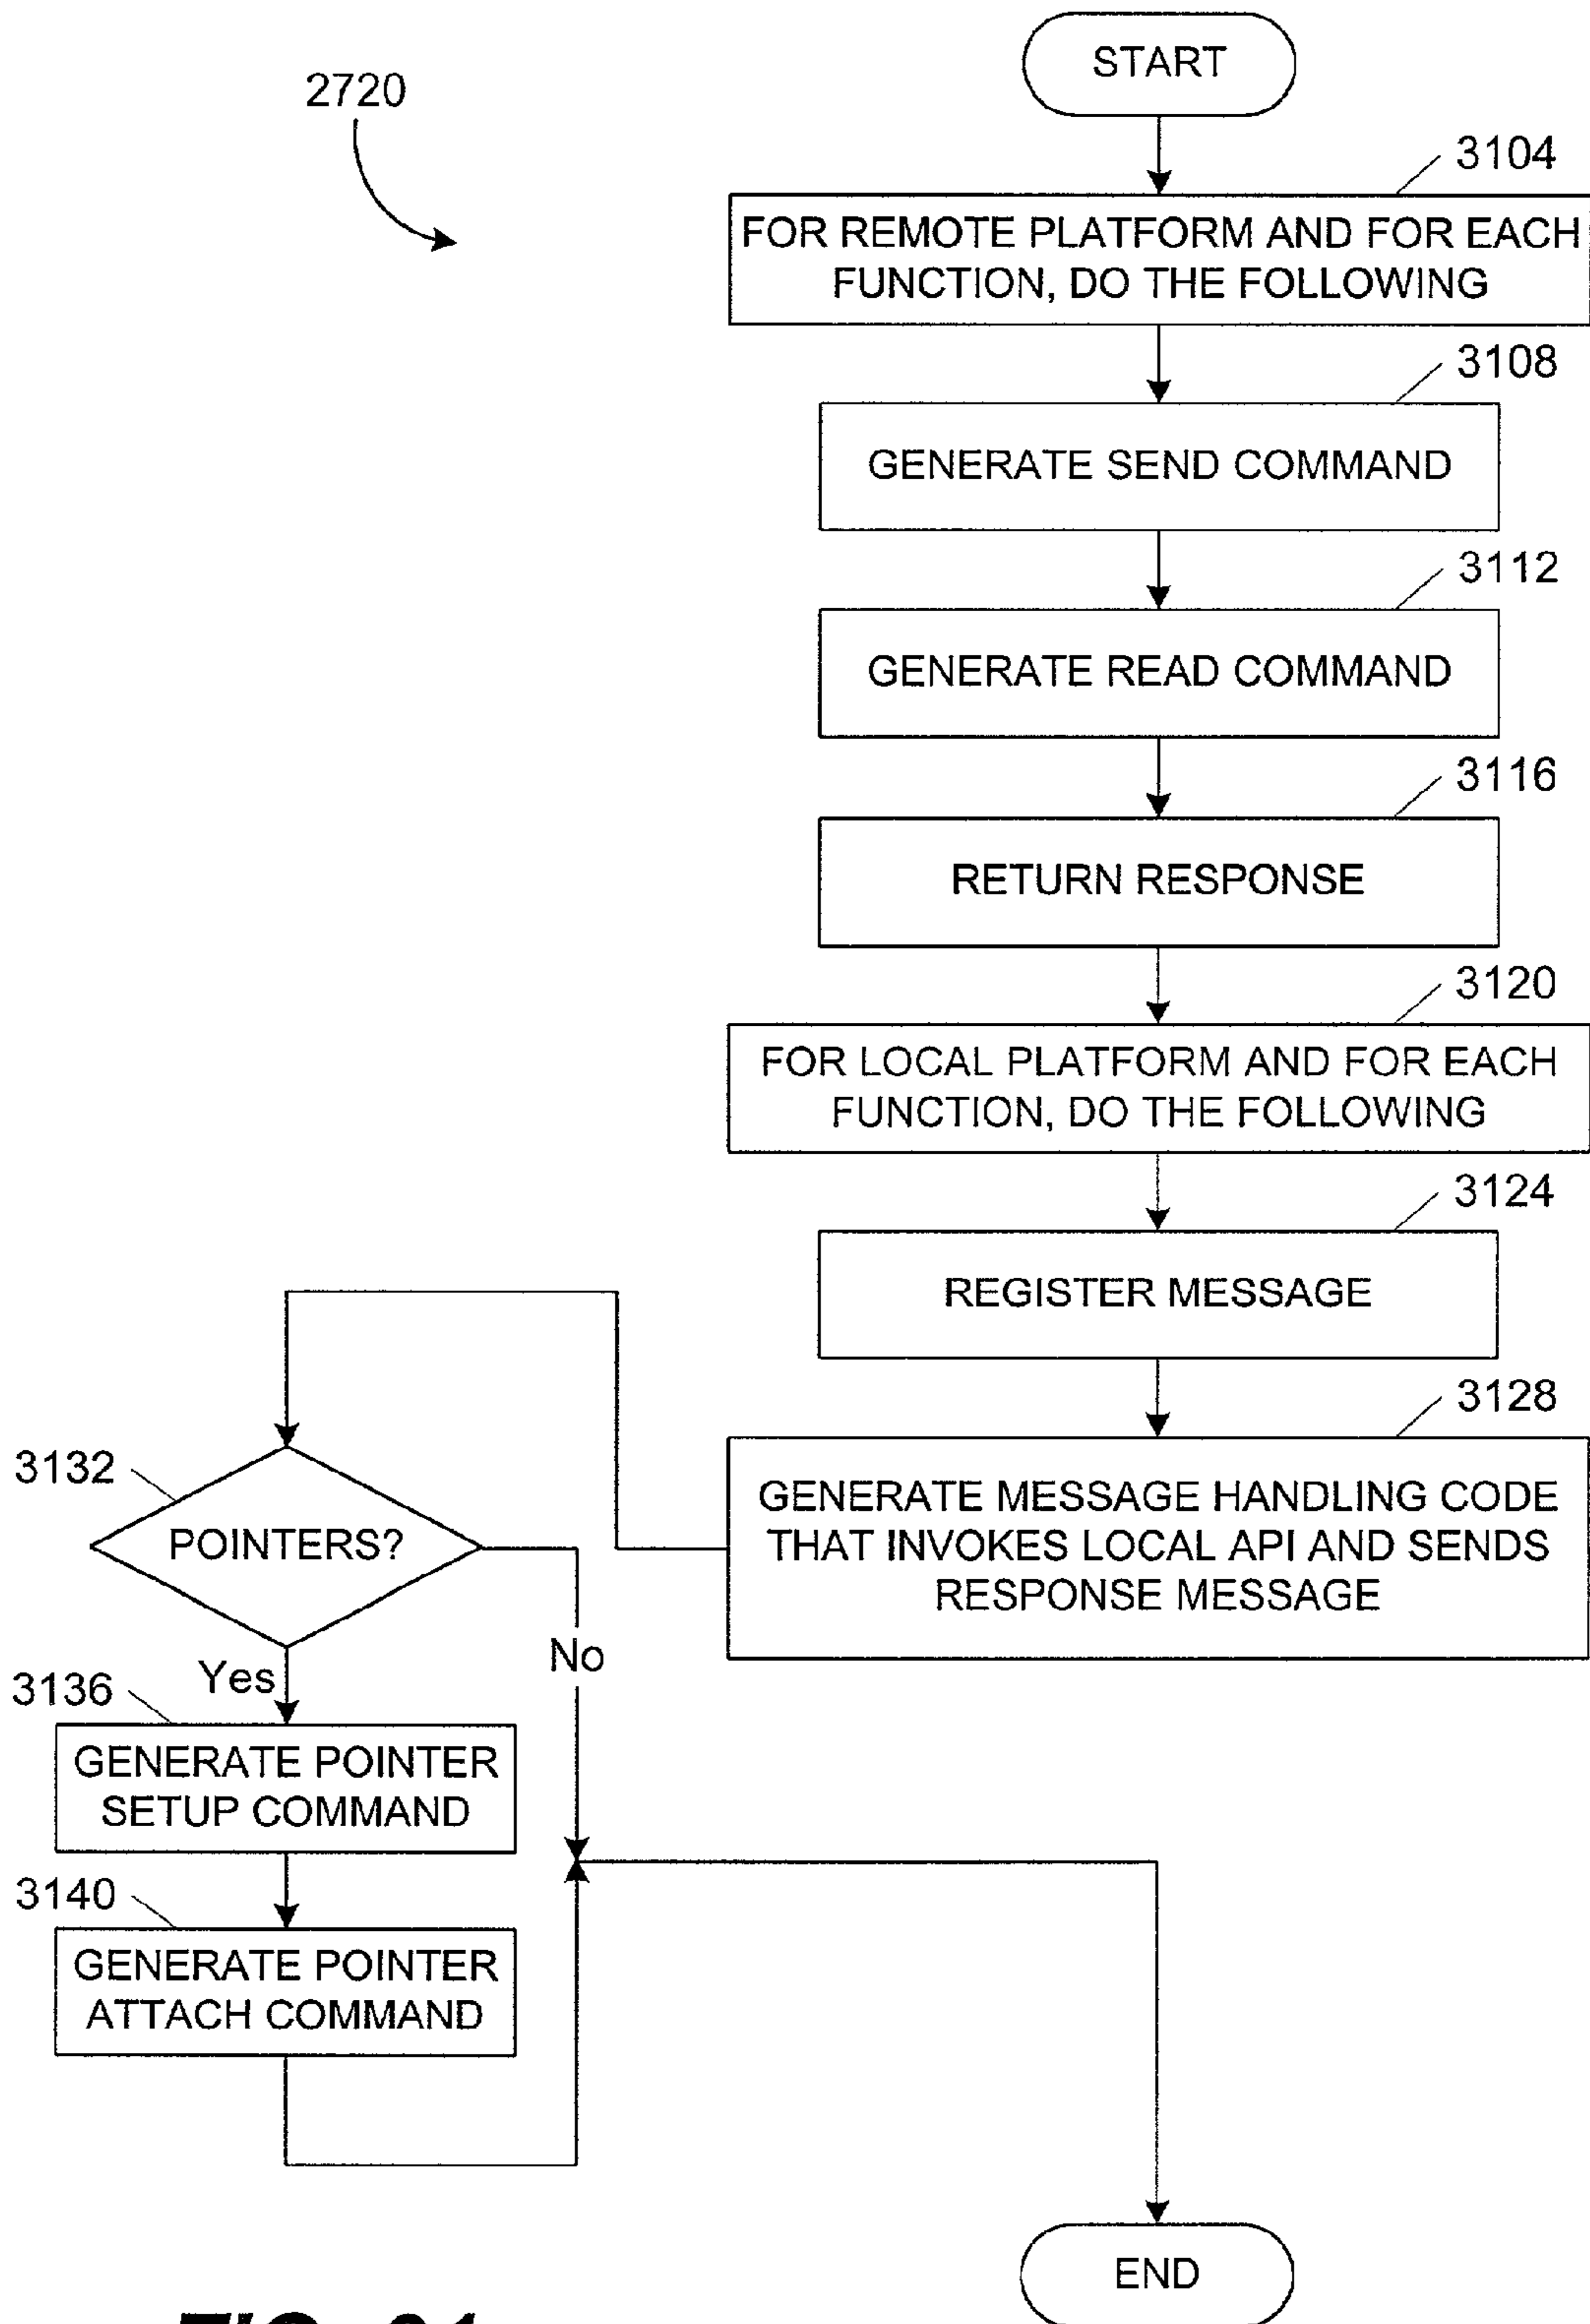 START
2720
3104
FOR REMOTE PLATFORM AND FOR EACH
FUNCTION, DO THE FOLLOWING
3108
GENERATE SEND COMMAND
3112
GENERATE READ COMMAND
3116
RETURN RESPONSE
3120
FOR LOCAL PLATFORM AND FOR EACH
FUNCTION, DO THE FOLLOWING
3124
REGISTER MESSAGE
3128
GENERATE MESSAGE HANDLING CODE
THAT INVOKES LOCAL API AND SENDS
RESPONSE MESSAGE
3132
POINTERS?
No
Yes
3136
GENERATE POINTER
SETUP COMMAND
3140
GENERATE POINTER
ATTACH COMMAND
END